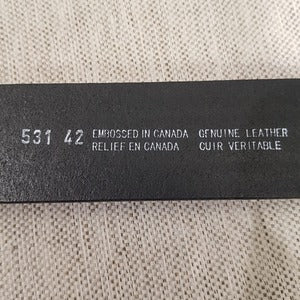 531 42 EMBOSSED IN CANADA GENUINE LEATHER
RELIEF EN CANADA CUIR VERITABLE